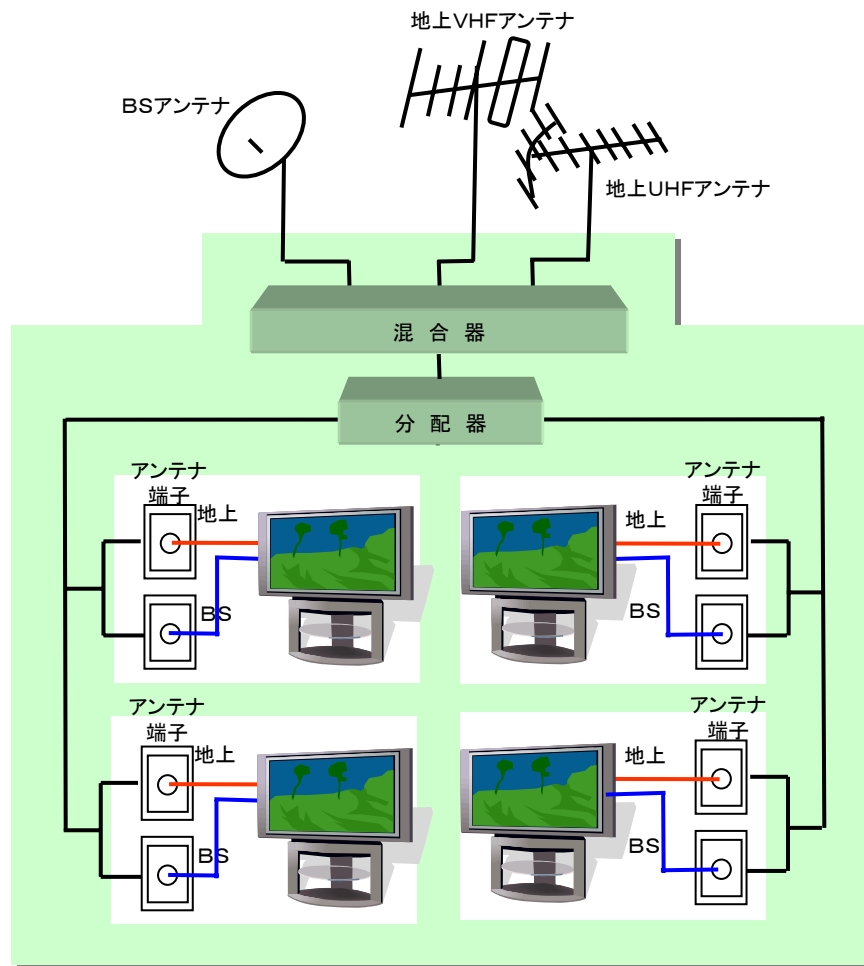 地上VHFアンテナ
BSアンテナ
地上UHFアンテナ
混合器
分配器
アンテナ
端子
地上
BS
アンテナ
端子
地上
BS
アンテナ
端子
地上
BS
アンテナ
端子
地上
BS